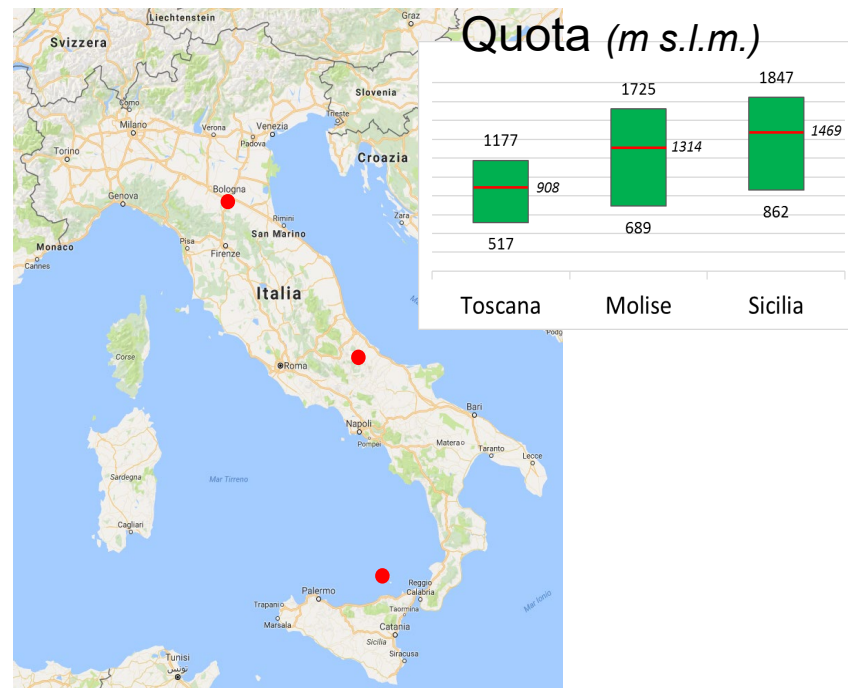 Quota (m s.l.m.)
1177
908
517
1725
1314
689
1847
1469
862
Toscana
Molise
Sicilia
Liechtenstein
Graz
Svizzera
Slovenia
Como
Milano
Verona
Venezia
Trieste
Padova
Torino
Croazia
Bologna
Genova
Rimini
Zara
San Marino
Monaco
Pisa
Cannes
Firenze
Italia
Corse
Roma
Podg
Napoli
Pompei
Bari
Matera
Taranto
Lecce
Sardegna
Mar Tirreno
Cagliari
Palermo
Reggio
Calabria
Trapani
Taormina
Marsala
Catania
Sicilia
Siracusa
Mar Ionio
Tunisi
تونس